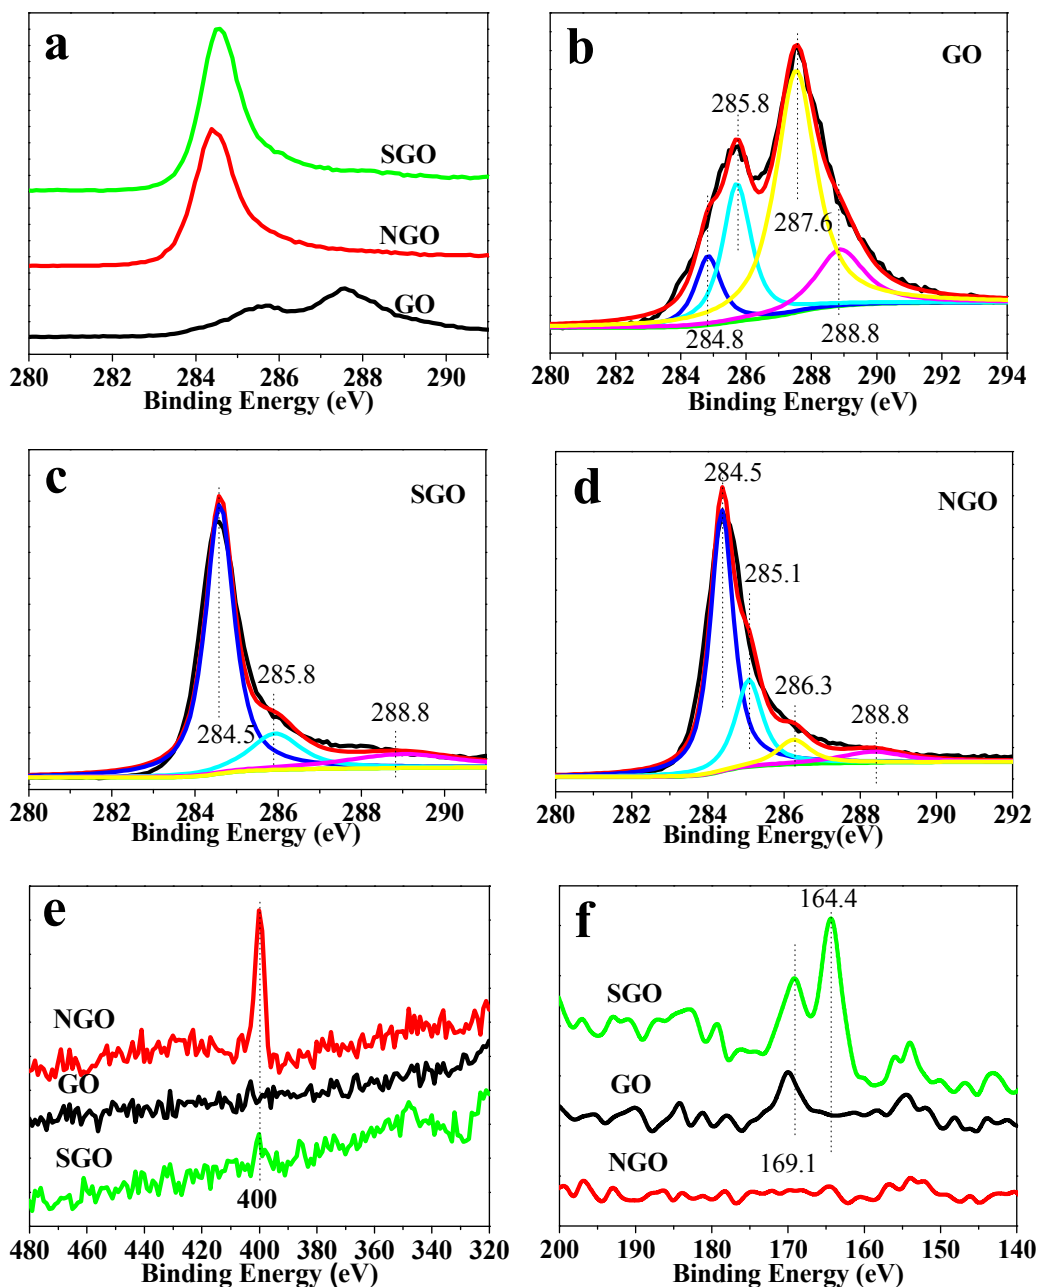 a
SGO
NGO
GO
280 282 284 286 288 290
Binding Energy (eV)
b
GO
285.8
287.6
284.8
288.8
280 282 284 286 288 290 292 294
Binding Energy (eV)
c
SGO
285.8
284.5
288.8
280 282 284 286 288 290
Binding Energy (eV)
d
284.5
NGO
285.1
286.3
288.8
280 282 284 286 288 290 292
Binding Energy(eV)
e
NGO
GO
SGO
400
480 460 440 420 400 380 360 340 320
Binding Energy (eV)
f
164.4
SGO
GO
169.1
NGO
200 190 180 170 160 150 140
Binding Energy (eV)